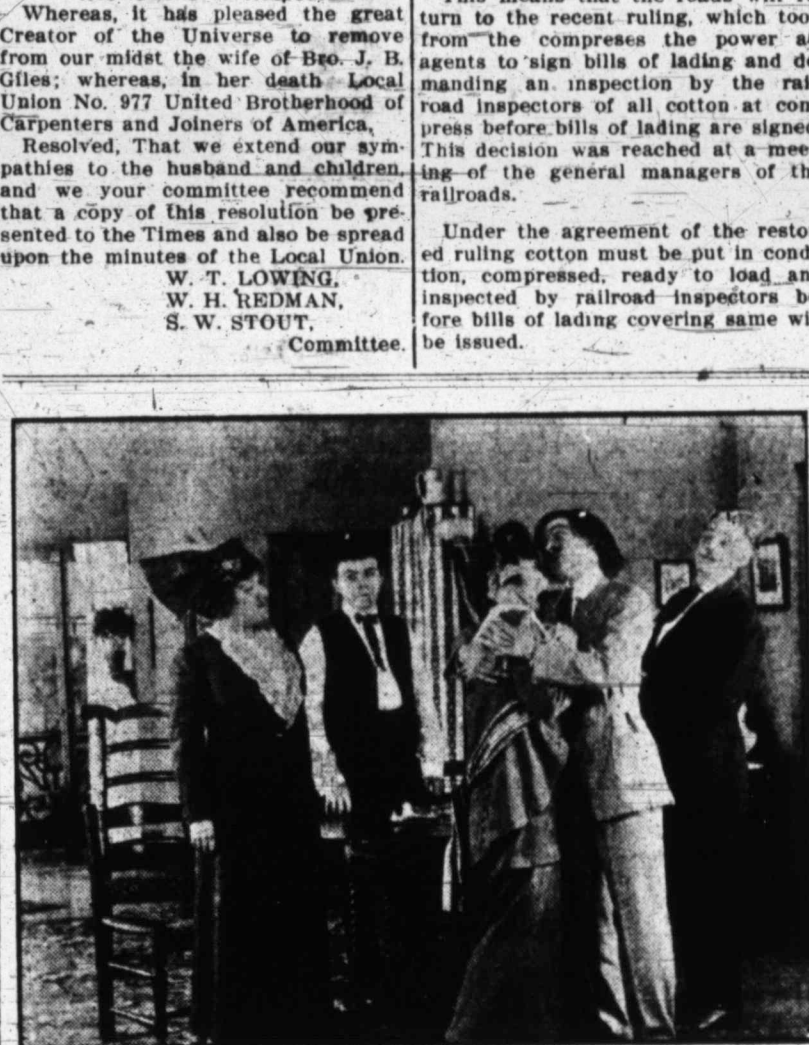 Whereas, it has pleased the great
Creator of the Universe to remove
from our midst the wife of Bro. J. B.
Giles; whereas, in her death Local
Union No. 977 United Brotherhood of
Carpenters and Joiners of America,
Resolved, That we extend our sym-
pathies to the husband and children,
and we your committee recommend
that a copy of this resolution be pre-
sented to the Times and also be spread
upon the minutes of the Local Union.
W. T. LOWING,
W. H. REDMAN,
S. W. STOUT,
Committee.
turn to the recent ruling, which too
from the compreses the power a
agents to sign bills of lading and d
manding an inspection by the rai
road inspectors of all cotton at com
press before bills of lading are signe
This decision was reached at a mee
ing of the general managers of th
railroads.
Under the agreement of the resto
ed ruling cotton must be put in cond
tion, compressed, ready to load an
inspected by railroad inspectors b
fore bills of lading covering same wi
be issued.